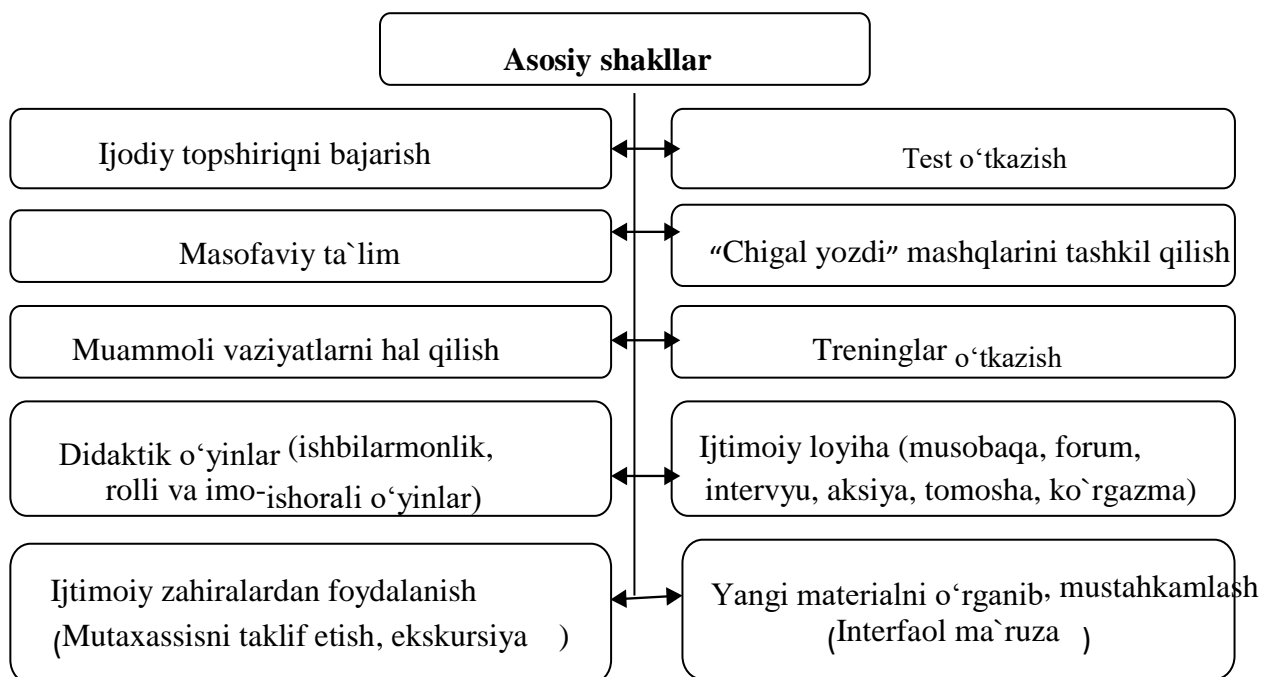 Asosiy shakllar
Ijodiy topshiriqni bajarish
Test o‘tkazish
Masofaviy ta`lim
“Chigal yozdi” mashqlarini tashkil qilish
Muammoli vaziyatlarni hal qilish
Treninglar o‘tkazish
Didaktik o‘yinlar (ishbilarmonlik,
rolli va imo-ishorali o‘yinlar)
Ijtimoiy loyiha (musobaqa, forum,
intervyu, aksiya, tomosha, ko`rgazma)
Ijtimoiy zahiralardan foydalanish
(Mutaxassisni taklif etish, ekskursiya )
Yangi materialni o‘rganib, mustahkamlash
(Interfaol ma`ruza )